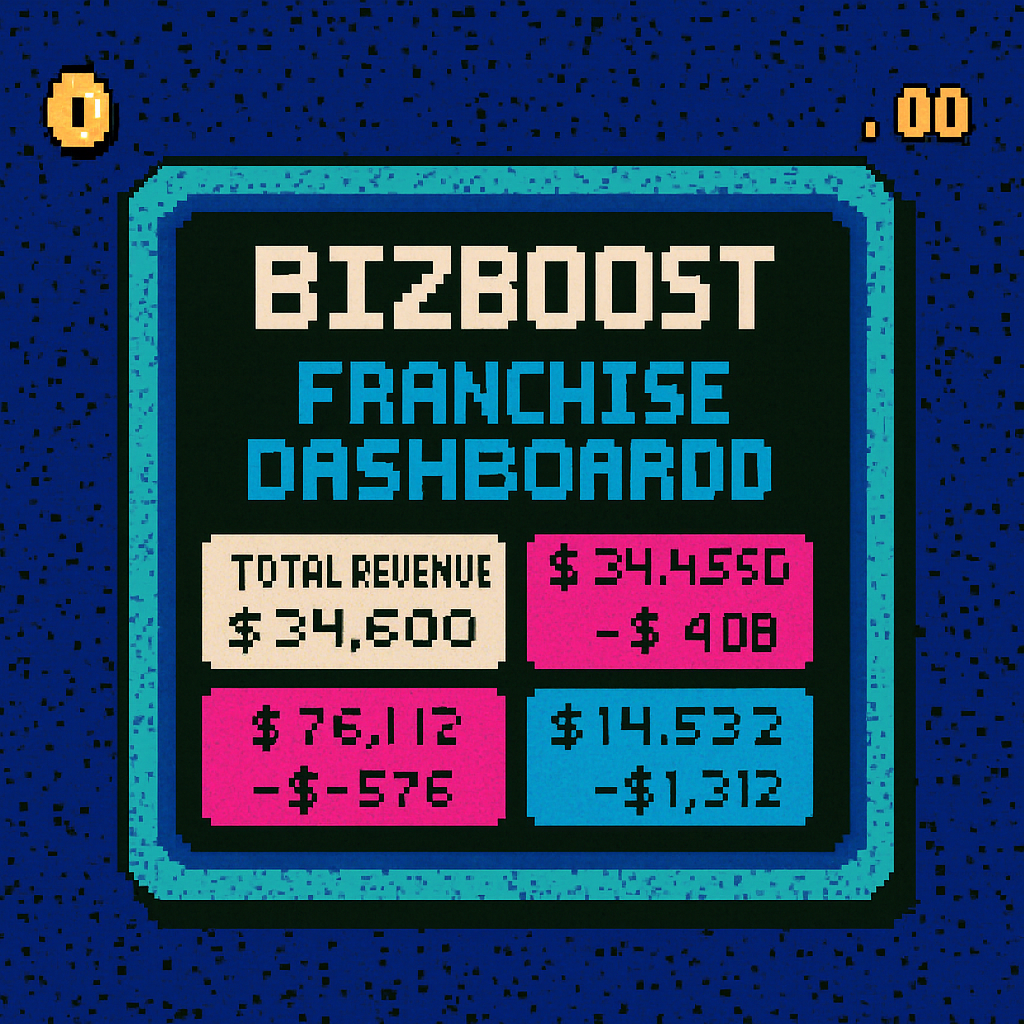 .00
BIZBOOST
FRANCHISE
DASHBOARDD
TOTAL REVENUE
$34,600
$34.455G
-$ 408
$76,112
-$-576
$14.532
-$1,312